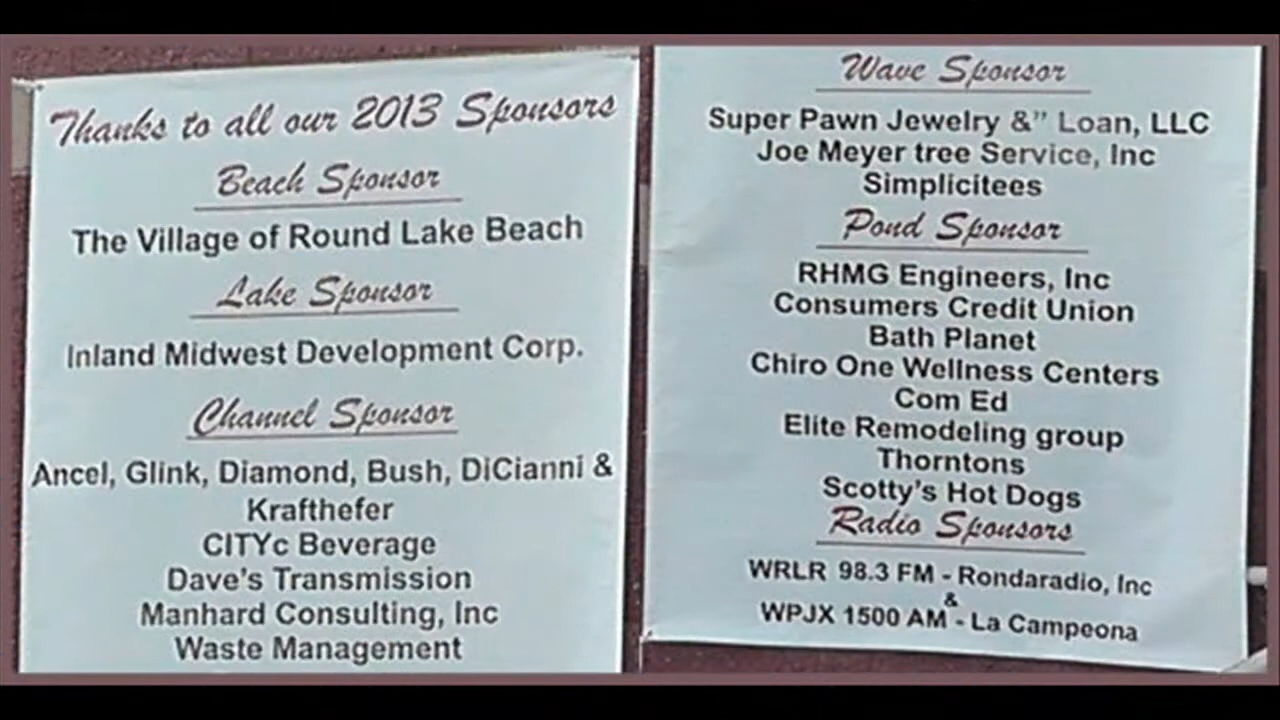 Thanks to all our 2013 Sponsors
Beach Sponsor
The Village of Round Lake Beach
Lake Sponsor
Inland Midwest Development Corp.
Channel Sponsor
Ancel, Glink, Diamond, Bush, DiCianni &
Krafthefer
CITYc Beverage
Dave's Transmission
Manhard Consulting, Inc
Waste Management
Wave Sponsor
Super Pawn Jewelry &” Loan, LLC
Joe Meyer tree Service, Inc
Simplicitees
Pond Sponsor
RHMG Engineers, Inc
Consumers Credit Union
Bath Planet
Chiro One Wellness Centers
Com Ed
Elite Remodeling group
Thorntons
Scotty's Hot Dogs
Radio Sponsors
WRLR 98.3 FM - Rondaradio, Inc
&
WPJX 1500 AM - La Campeona